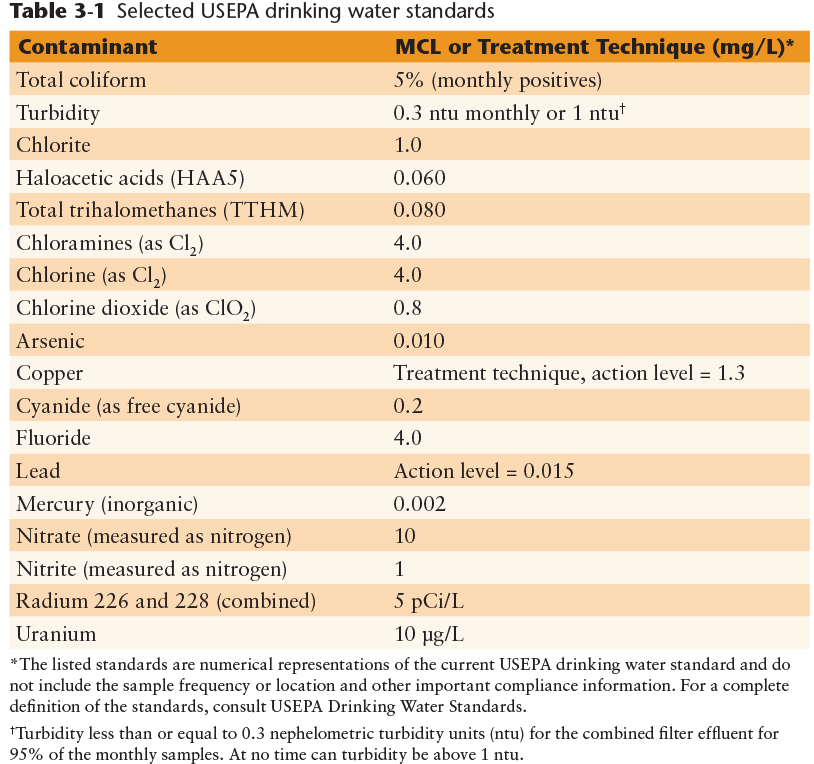 Table 3-1 Selected USEPA drinking water standards
Contaminant MCL or Treatment Technique (mg/L)*
Total coliform 5% (monthly positives)
Turbidity 0.3 ntu monthly or 1 ntu†
Chlorite 1.0
Haloacetic acids (HAA5) 0.060
Total trihalomethanes (TTHM) 0.080
Chloramines (as Cl₂) 4.0
Chlorine (as Cl₂) 4.0
Chlorine dioxide (as ClO₂) 0.8
Arsenic 0.010
Copper Treatment technique, action level = 1.3
Cyanide (as free cyanide) 0.2
Fluoride 4.0
Lead Action level = 0.015
Mercury (inorganic) 0.002
Nitrate (measured as nitrogen) 10
Nitrite (measured as nitrogen) 1
Radium 226 and 228 (combined) 5 pCi/L
Uranium 10 µg/L
*The listed standards are numerical representations of the current USEPA drinking water standard and do
not include the sample frequency or location and other important compliance information. For a complete
definition of the standards, consult USEPA Drinking Water Standards.
†Turbidity less than or equal to 0.3 nephelometric turbidity units (ntu) for the combined filter effluent for
95% of the monthly samples. At no time can turbidity be above 1 ntu.